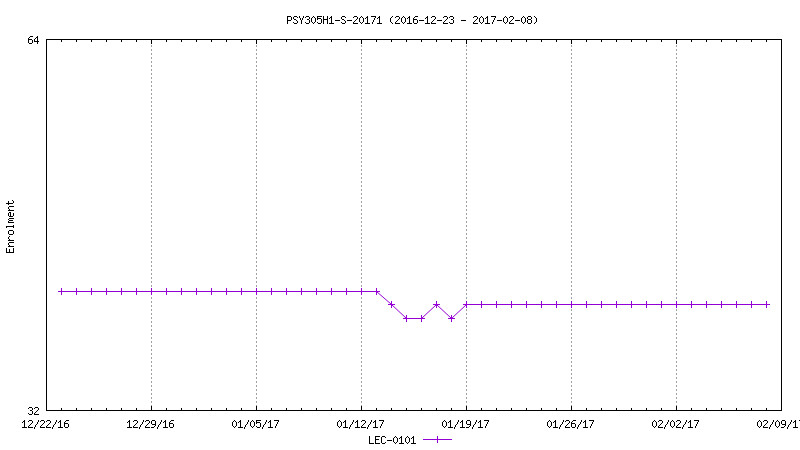 PSY305H1-S-20171 (2016-12-23 - 2017-02-08)
64
Enrolment
32
12/22/16 12/29/16 01/05/17 01/12/17 01/19/17 01/26/17 02/02/17 02/09/1
LEC-0101